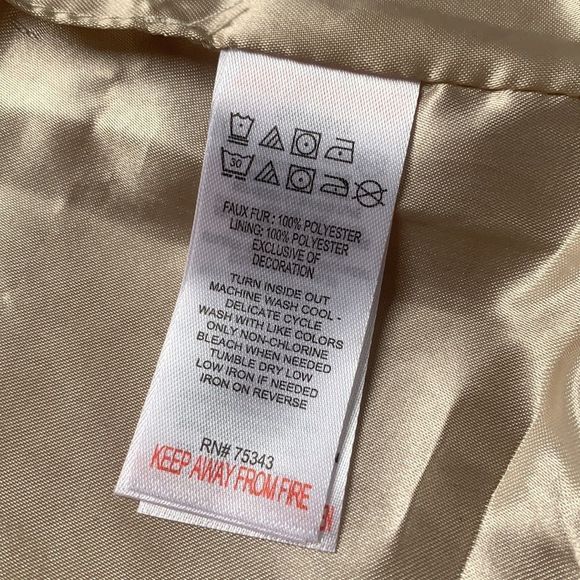 30
FAUX FUR : 100% POLYESTER
LINING: 100% POLYESTER
EXCLUSIVE OF
DECORATION
TURN INSIDE OUT
MACHINE WASH COOL -
DELICATE CYCLE
WASH WITH LIKE COLORS
ONLY NON-CHLORINE
BLEACH WHEN NEEDED
TUMBLE DRY LOW
LOW IRON IF NEEDED
IRON ON REVERSE
RN# 75343
KEEP AWAY FROM FIRE